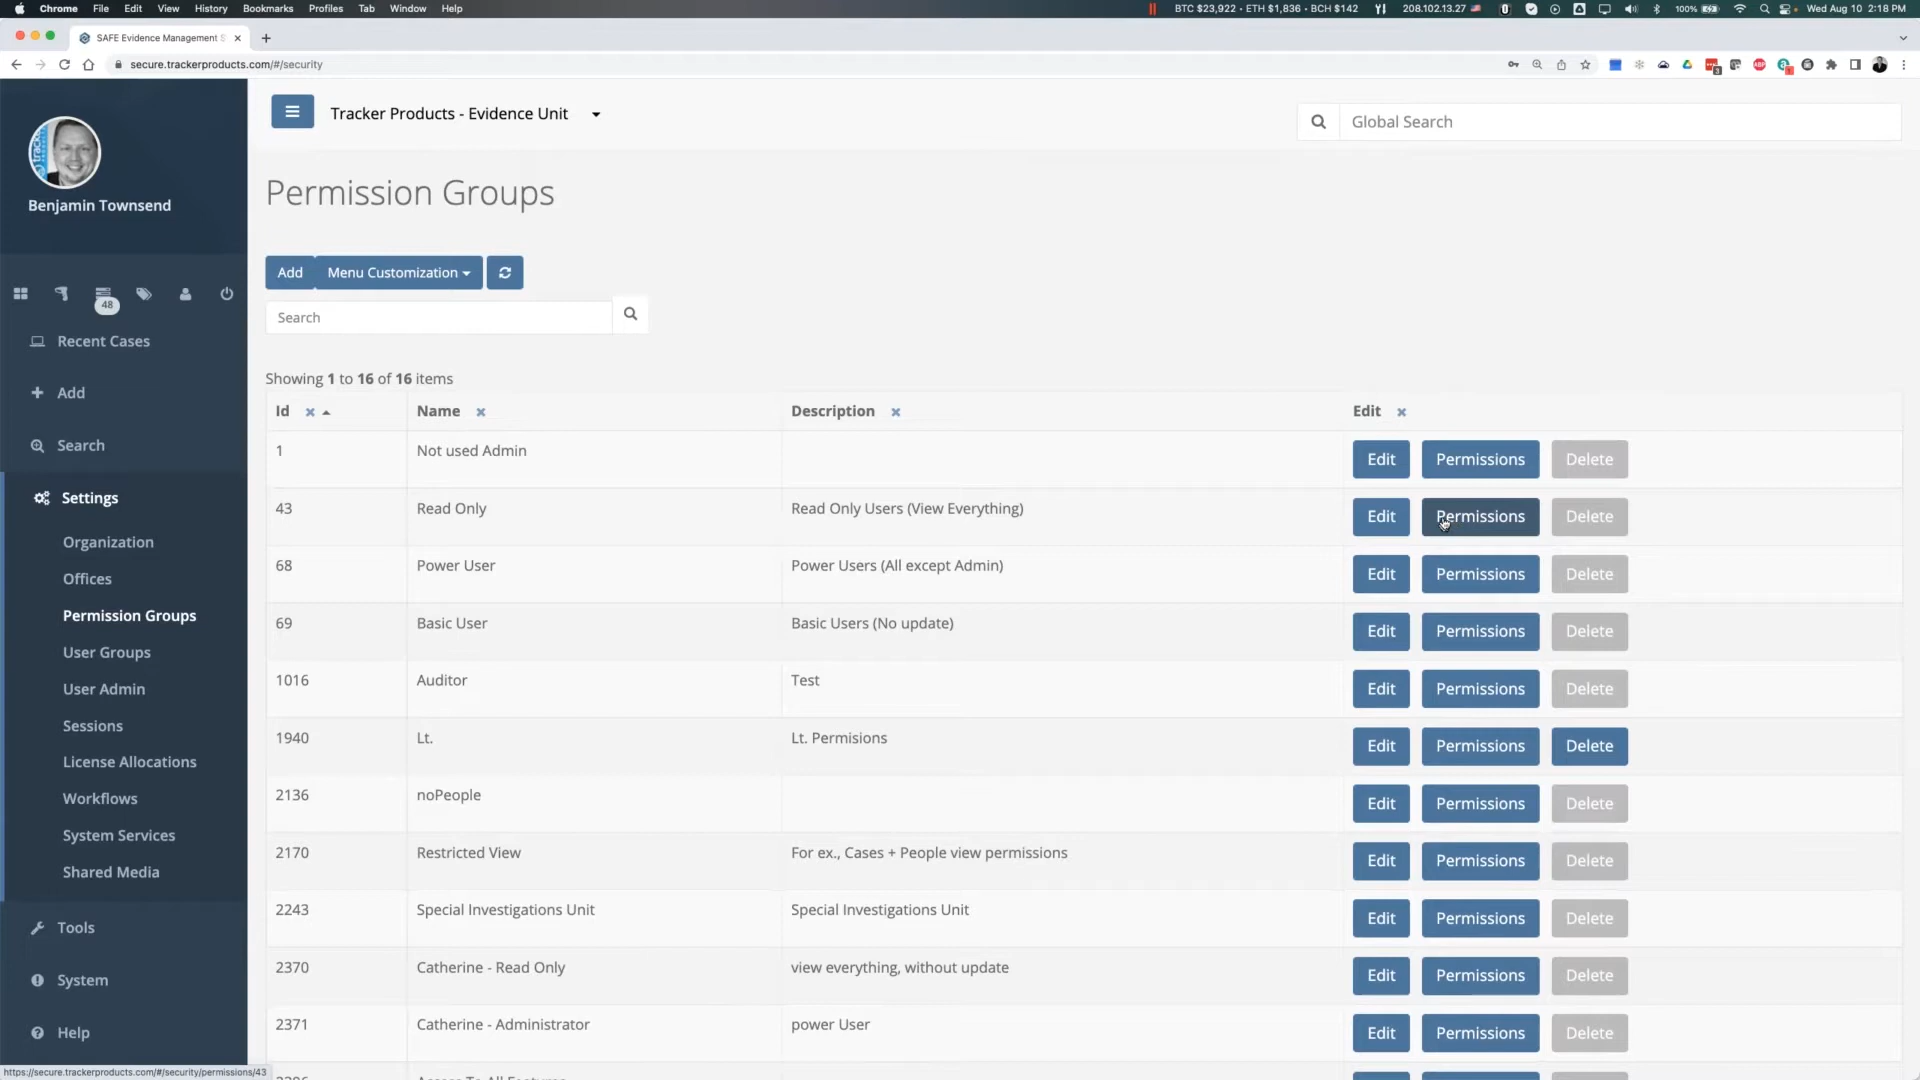 Chrome File Edit View History Bookmarks Profiles Tab Window Help
BTC $23,922 • ETH $1,836 • BCH $142 208.102.13.27 100% Wed Aug 10 2:18 PM
SAFE Evidence Management S
secure.trackerproducts.com/#/security
Tracker Products - Evidence Unit
Global Search
Benjamin Townsend
48
Recent Cases
Add
Search
Settings
Organization
Offices
Permission Groups
User Groups
User Admin
Sessions
License Allocations
Workflows
System Services
Shared Media
Tools
System
Help
Permission Groups
Add Menu Customization
Search
Showing 1 to 16 of 16 items
Id Name Description Edit
1 Not used Admin Edit Permissions Delete
43 Read Only Read Only Users (View Everything) Edit Permissions Delete
68 Power User Power Users (All except Admin) Edit Permissions Delete
69 Basic User Basic Users (No update) Edit Permissions Delete
1016 Auditor Test Edit Permissions Delete
1940 Lt. Lt. Permisions Edit Permissions Delete
2136 noPeople Edit Permissions Delete
2170 Restricted View For ex., Cases + People view permissions Edit Permissions Delete
2243 Special Investigations Unit Special Investigations Unit Edit Permissions Delete
2370 Catherine - Read Only view everything, without update Edit Permissions Delete
2371 Catherine - Administrator power User Edit Permissions Delete
Access To All Features
https://secure.trackerproducts.com/#/security/permissions/43